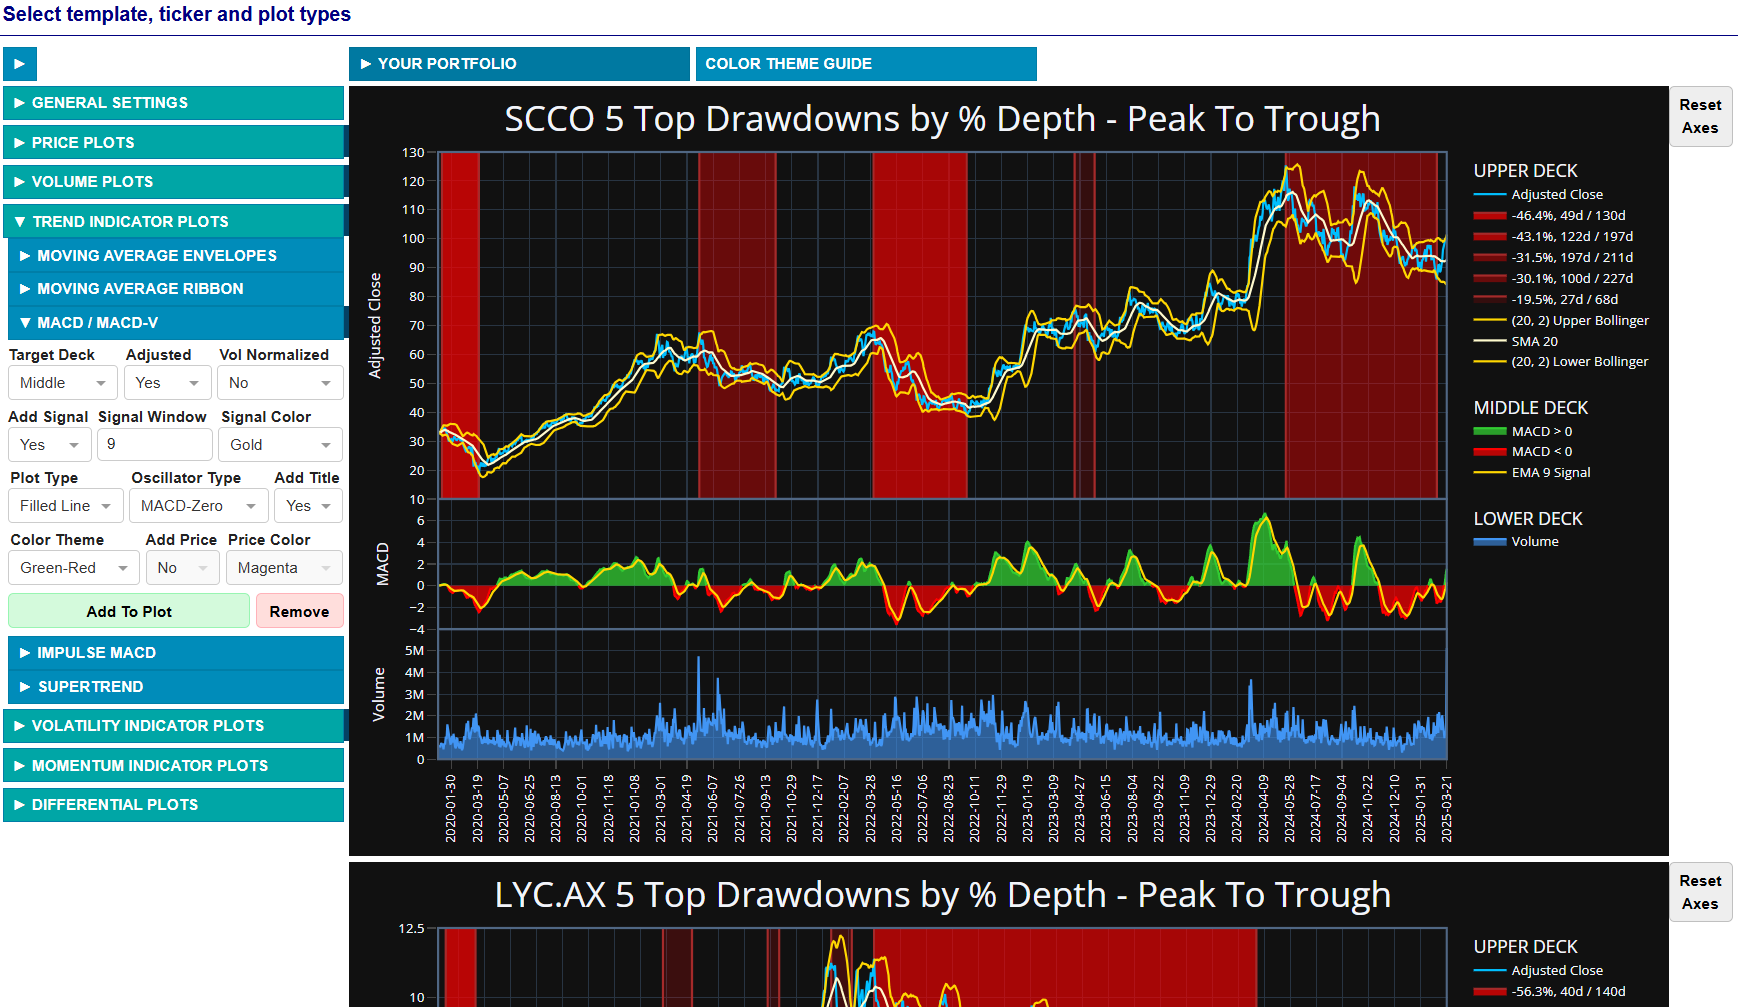 Select template, ticker and plot types
▶
▶ YOUR PORTFOLIO
COLOR THEME GUIDE
▶ GENERAL SETTINGS
▶ PRICE PLOTS
▶ VOLUME PLOTS
▼ TREND INDICATOR PLOTS
▶ MOVING AVERAGE ENVELOPES
▶ MOVING AVERAGE RIBBON
▼ MACD / MACD-V
Target Deck Adjusted Vol Normalized
Middle Yes No
Add Signal Signal Window Signal Color
Yes 9 Gold
Plot Type Oscillator Type Add Title
Filled Line MACD-Zero Yes
Color Theme Add Price Price Color
Green-Red No Magenta
Add To Plot Remove
▶ IMPULSE MACD
▶ SUPERTREND
▶ VOLATILITY INDICATOR PLOTS
▶ MOMENTUM INDICATOR PLOTS
▶ DIFFERENTIAL PLOTS
SCCO 5 Top Drawdowns by % Depth - Peak To Trough
Reset
Axes
Adjusted Close
130
120
110
100
90
80
70
60
50
40
30
20
10
MACD
6
4
2
0
−2
−4
Volume
5M
4M
3M
2M
1M
0
2020-01-30
2020-03-19
2020-05-07
2020-06-25
2020-08-13
2020-10-01
2020-11-18
2021-01-08
2021-03-01
2021-04-19
2021-06-07
2021-07-26
2021-09-13
2021-10-29
2021-12-17
2022-02-07
2022-03-28
2022-05-16
2022-07-06
2022-08-23
2022-10-11
2022-11-29
2023-01-19
2023-03-09
2023-04-27
2023-06-15
2023-08-04
2023-09-22
2023-11-09
2023-12-29
2024-02-20
2024-04-09
2024-05-28
2024-07-17
2024-09-04
2024-10-22
2024-12-10
2025-01-31
2025-03-21
UPPER DECK
Adjusted Close
-46.4%, 49d / 130d
-43.1%, 122d / 197d
-31.5%, 197d / 211d
-30.1%, 100d / 227d
-19.5%, 27d / 68d
(20, 2) Upper Bollinger
SMA 20
(20, 2) Lower Bollinger
MIDDLE DECK
MACD > 0
MACD < 0
EMA 9 Signal
LOWER DECK
Volume
LYC.AX 5 Top Drawdowns by % Depth - Peak To Trough
Reset
Axes
12.5
10
UPPER DECK
Adjusted Close
-56.3%, 40d / 140d